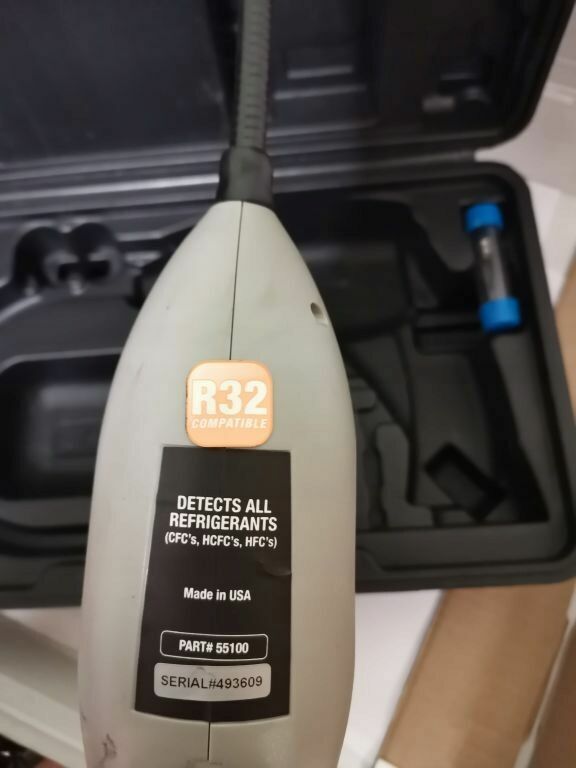 R32
COMPATIBLE
DETECTS ALL
REFRIGERANTS
(CFC's, HCFC's, HFC's)
Made in USA
PART# 55100
SERIAL#493609